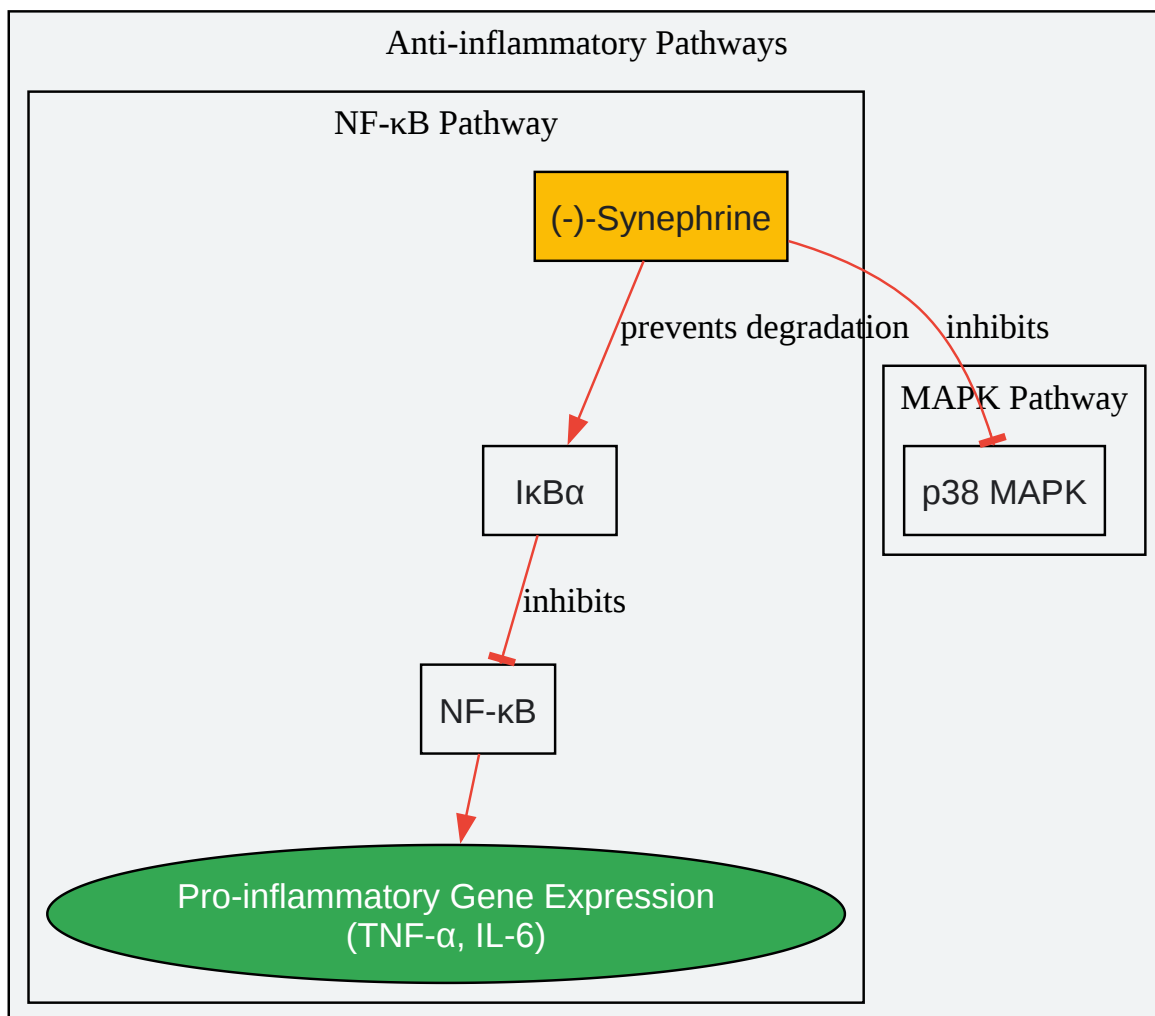 Anti-inflammatory Pathways
NF-κB Pathway
(-)-Synephrine
prevents degradation
inhibits
MAPK Pathway
IκBα
p38 MAPK
inhibits
NF-κB
Pro-inflammatory Gene Expression
(TNF-α, IL-6)